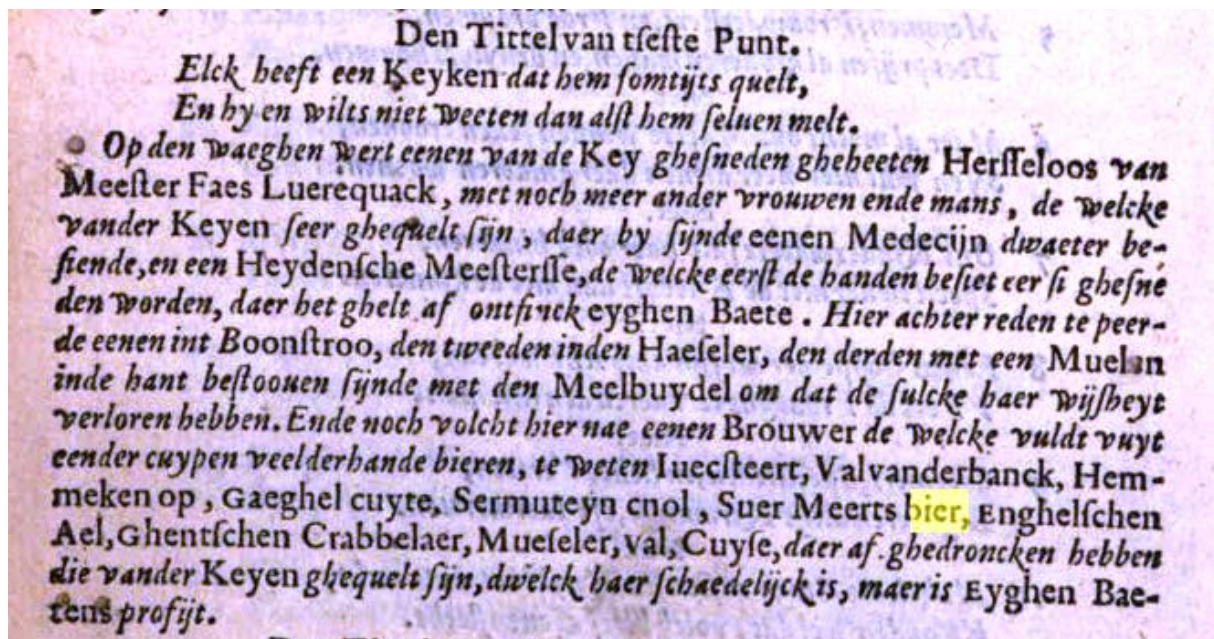 Den Tittel van tſeſte Punt.
Elck heeft een Keyken dat hem ſomtijts quelt,
En hy en wilts niet weeten dan alſt hem ſeluen melt.
Op den waeghen wert eenen van de Key gheſneden gheheeten Herſſeloos van
Meeſter Faes Luerequack, met noch meer ander vrouwen ende mans, de welcke
vander Keyen ſeer ghequelt ſijn, daer by ſijnde eenen Medecijn dwaeter be-
ſiende, en een Heydenſche Meeſterſſe, de welcke eerſt de handen beſiet eer ſi gheſne
den worden, daer het ghelt af ontfinck eyghen Baete. Hier achter reden te peer-
de eenen int Boonſtroo, den tweeden inden Haeſeler, den derden met een Muelen
inde hant beſtoouen ſijnde met den Meelbuydel om dat de ſulcke haer wijſheyt
verloren hebben. Ende noch volcht hier nae eenen Brouwer de welcke vuldt vuyt
eender cuypen veelderhande bieren, te weten Iuecſteert, Valvanderbanck, Hem-
meken op, Gaeghel cuyte, Sermuteyn cnol, Suer Meerts bier, Enghelſchen
Ael, Ghentſchen Crabbelaer, Mueſeler, val, Cuyſe, daer af ghedroncken hebben
die vander Keyen ghequelt ſijn, dwelck haer ſchaedelijck is, maer is Eyghen Bae-
tens profijt.